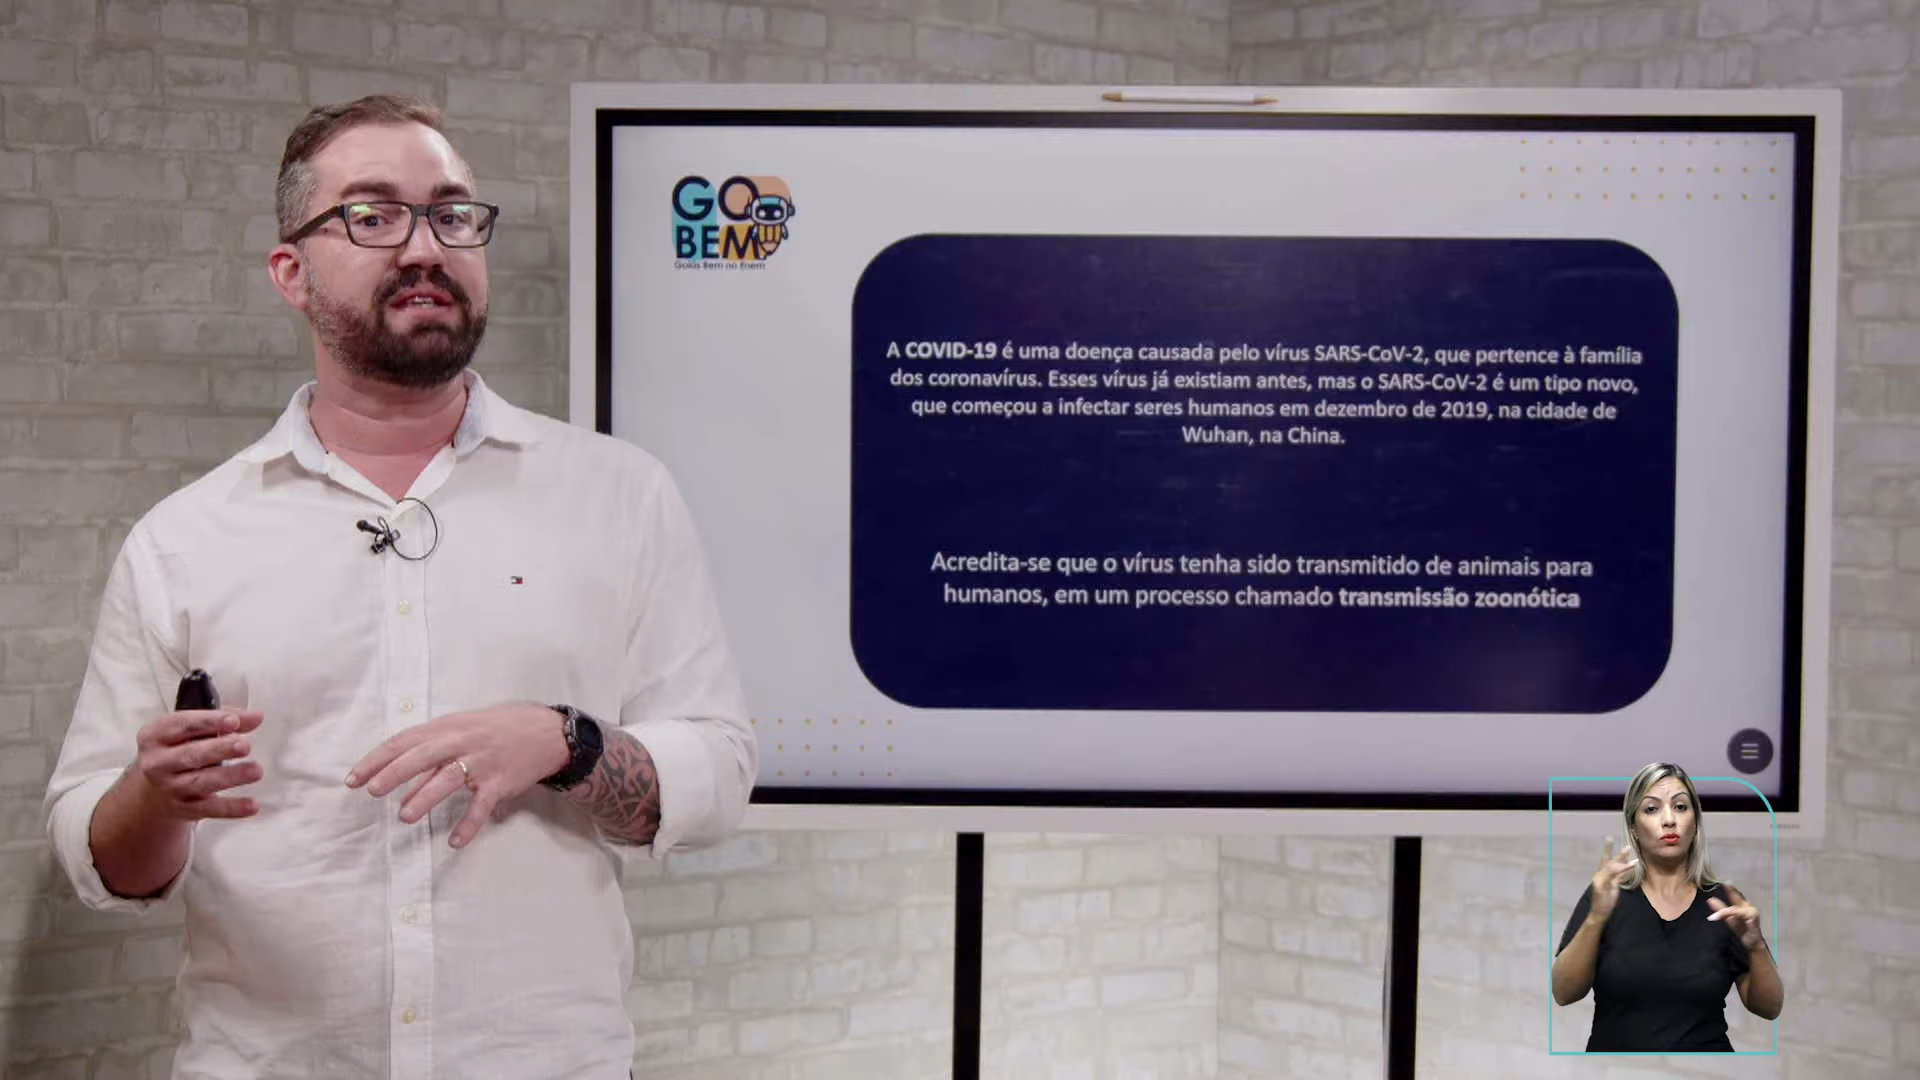 GO
BEM
Goiás Bem no Enem
A COVID-19 é uma doença causada pelo vírus SARS-CoV-2, que pertence à família
dos coronavírus. Esses vírus já existiam antes, mas o SARS-CoV-2 é um tipo novo,
que começou a infectar seres humanos em dezembro de 2019, na cidade de
Wuhan, na China.
Acredita-se que o vírus tenha sido transmitido de animais para
humanos, em um processo chamado transmissão zoonótica